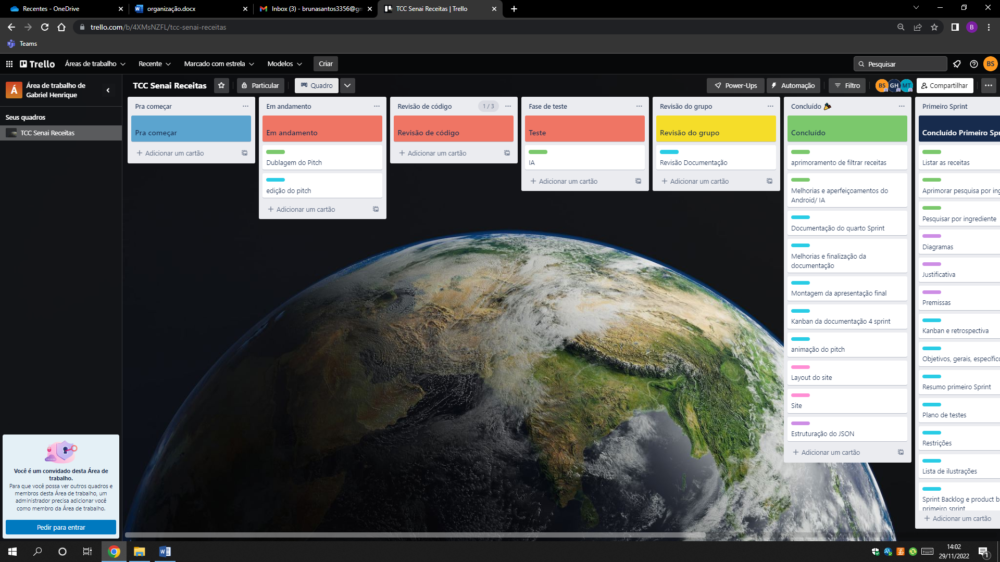 Recentes - OneDrive
organização.docx
Inbox (3) - brunasantos3356@gm
TCC Senai Receitas | Trello
trello.com/b/4XMsNZFL/tcc-senai-receitas
B
Teams
Trello
Áreas de trabalho
Recente
Marcado com estrela
Modelos
Criar
Pesquisar
BS
Á
Área de trabalho de
Gabriel Henrique
TCC Senai Receitas
Particular
Quadro
Power-Ups
Automação
Filtro
BS
GH
MT
Compartilhar
Seus quadros
TCC Senai Receitas
Pra começar
Pra começar
Adicionar um cartão
Em andamento
Em andamento
Dublagem do Pitch
edição do pitch
Adicionar um cartão
Revisão de código
1 / 3
Revisão de código
Adicionar um cartão
Fase de teste
Teste
IA
Adicionar um cartão
Revisão do grupo
Revisão do grupo
Revisão Documentação
Adicionar um cartão
Concluído
Concluído
aprimoramento de filtrar receitas
Melhorias e aperfeiçoamentos do
Android/ IA
Documentação do quarto Sprint
Melhorias e finalização da
documentação
Montagem da apresentação final
Kanban da documentação 4 sprint
animação do pitch
Layout do site
Site
Estruturação do JSON
Adicionar um cartão
Primeiro Sprint
Concluído Primeiro Spr
Listar as receitas
Aprimorar pesquisa por ing
Pesquisar por ingrediente
Diagramas
Justificativa
Premissas
Kanban e retrospectiva
Objetivos, gerais, específico
Resumo primeiro Sprint
Plano de testes
Restrições
Lista de ilustrações
Sprint Backlog e product b
primeiro sprint
Adicionar um cartão
Você é um convidado desta Área de
trabalho.
Para que você possa ver outros quadros e
membros desta Área de trabalho, um
administrador precisa adicionar você
como membro da Área de trabalho.
Pedir para entrar
14:02
29/11/2022
1